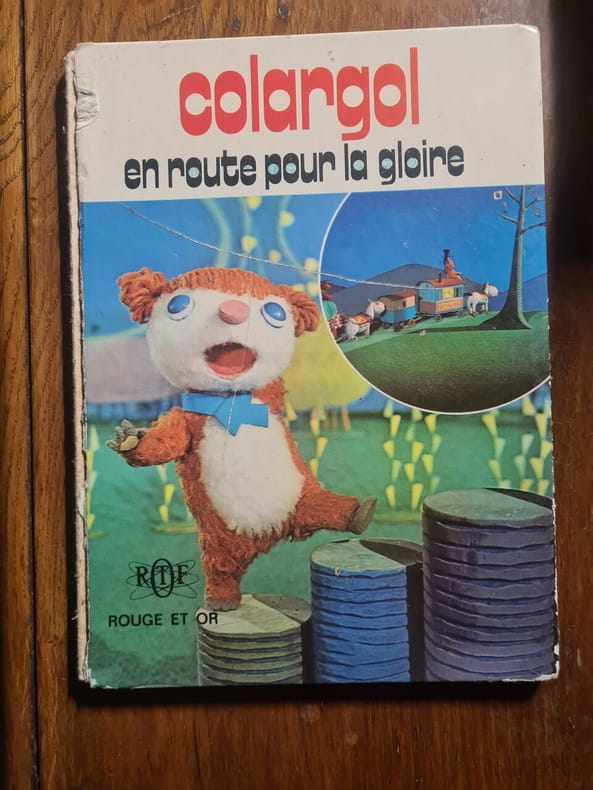 colargol
en route pour la gloire
RTF
ROUGE ET OR